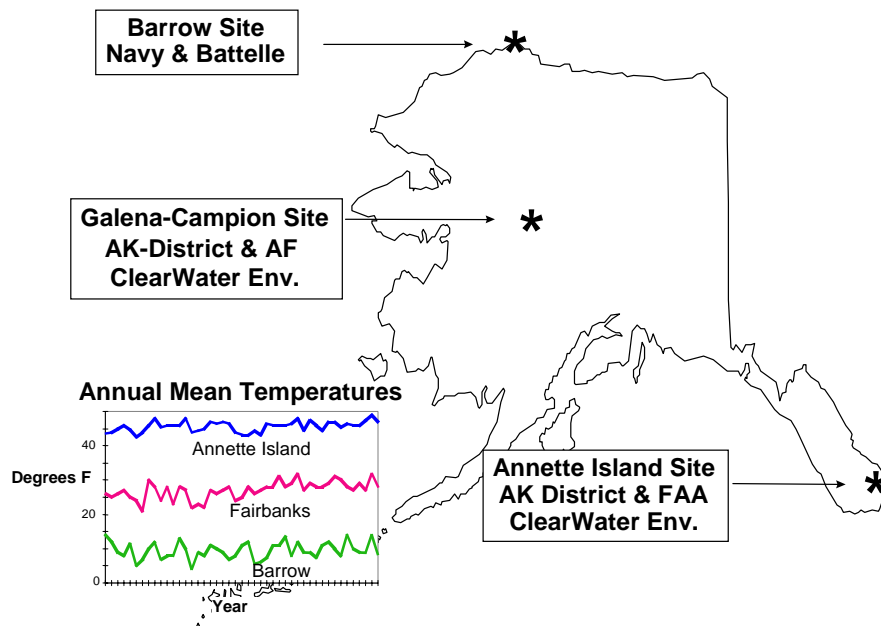 Barrow Site
Navy & Battelle
*
Galena-Campion Site
AK-District & AF
ClearWater Env.
*
Annual Mean Temperatures
40
Annette Island
Degrees F
Fairbanks
20
Barrow
0
Year
Annette Island Site
AK District & FAA
ClearWater Env.
*